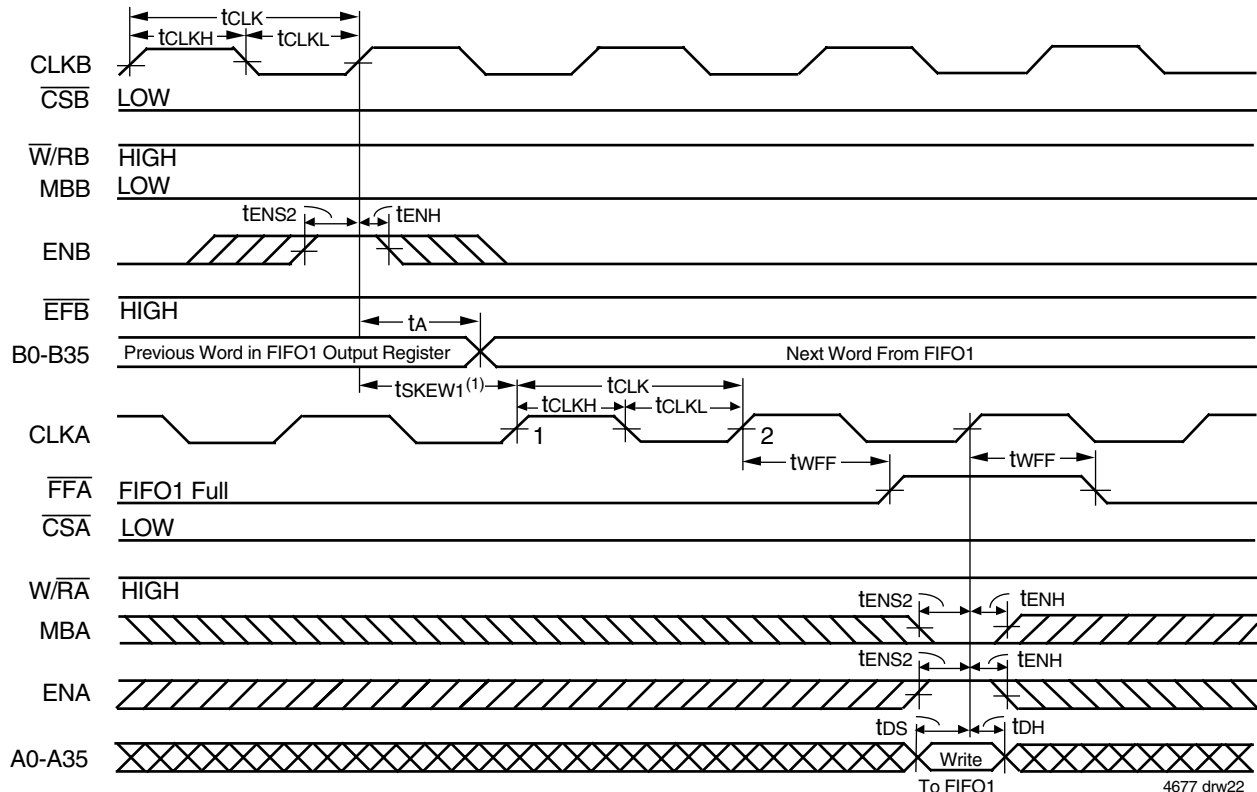 tCLK
tCLKH tCLKL
CLKB
CSB LOW
W/RB HIGH
MBB LOW
tENS2 tENH
ENB
EFB HIGH
tA
B0-B35 Previous Word in FIFO1 Output Register Next Word From FIFO1
tSKEW1(1) tCLK
tCLKH tCLKL
CLKA 1 2
tWFF tWFF
FFA FIFO1 Full
CSA LOW
W/RA HIGH
tENS2 tENH
MBA
tENS2 tENH
ENA
tDS tDH
A0-A35 Write
To FIFO1 4677 drw22